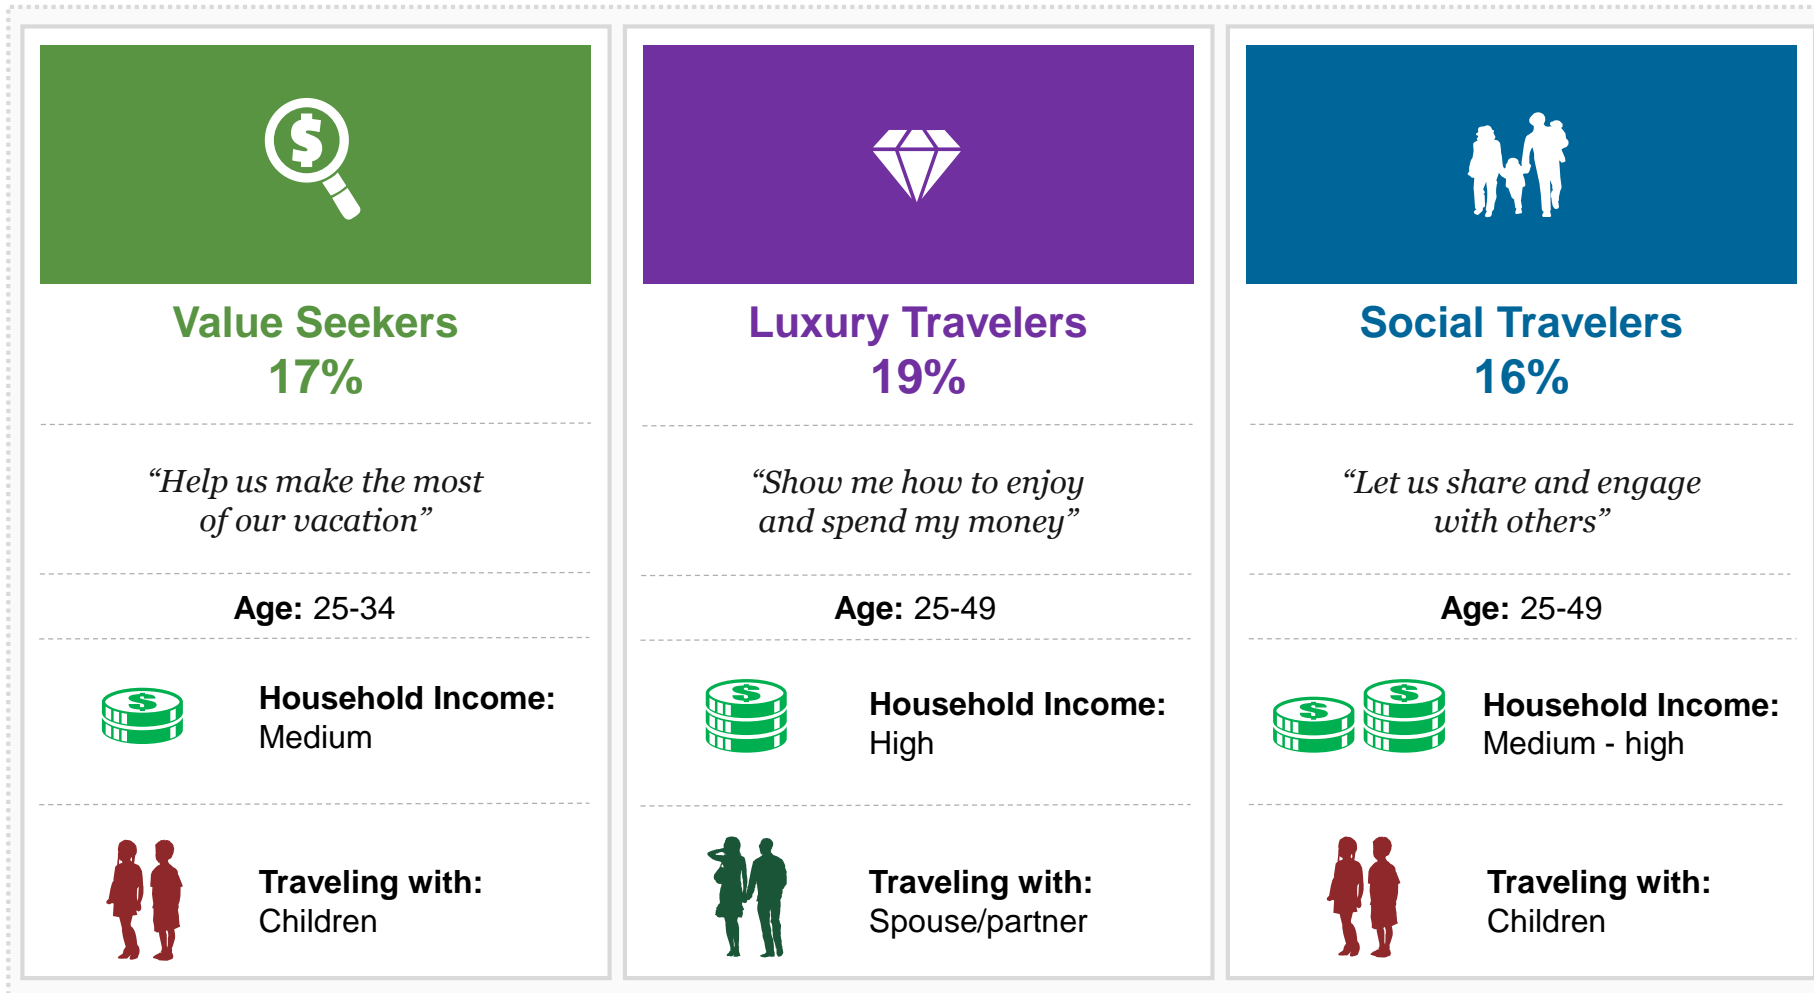 Value Seekers
17%
“Help us make the most
of our vacation”
Age: 25-34
Household Income:
Medium
Traveling with:
Children
Luxury Travelers
19%
“Show me how to enjoy
and spend my money”
Age: 25-49
Household Income:
High
Traveling with:
Spouse/partner
Social Travelers
16%
“Let us share and engage
with others”
Age: 25-49
Household Income:
Medium - high
Traveling with:
Children